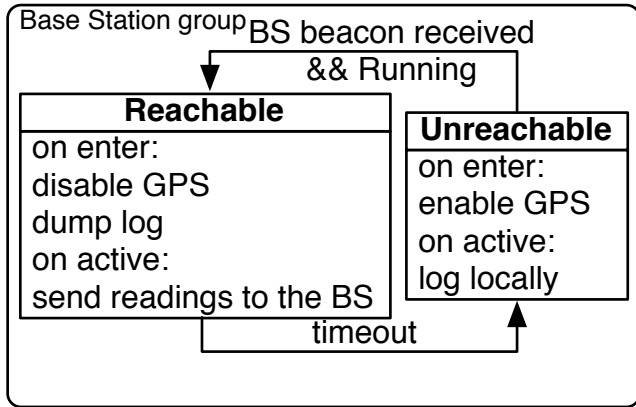 Base Station group
BS beacon received
&& Running
Reachable
on enter:
disable GPS
dump log
on active:
send readings to the BS
Unreachable
on enter:
enable GPS
on active:
log locally
timeout